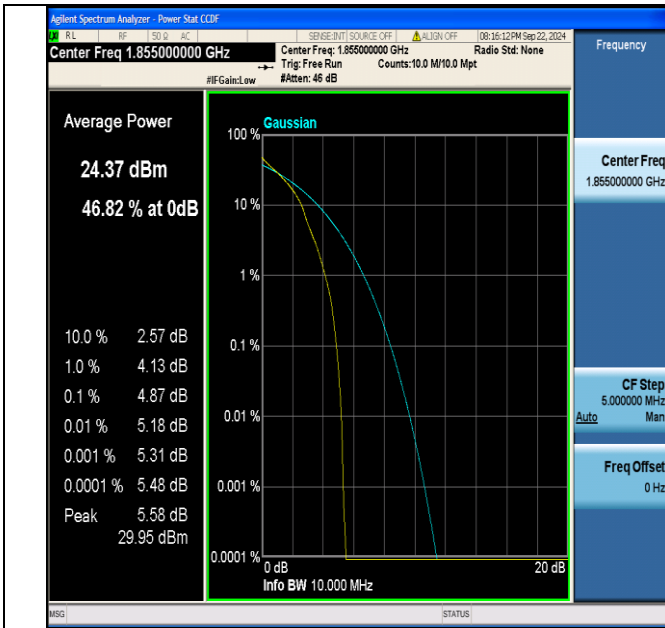 Agilent Spectrum Analyzer - Power Stat CCDF
RL RF 50 Ω AC SENSE:INT SOURCE OFF ALIGN OFF 08:16:12 PM Sep 22, 2024
Center Freq 1.855000000 GHz
Center Freq: 1.855000000 GHz Radio Std: None
Trig: Free Run Counts:10.0 M/10.0 Mpt
#IFGain:Low #Atten: 46 dB
Frequency
Average Power
24.37 dBm
46.82 % at 0dB
10.0 % 2.57 dB
1.0 % 4.13 dB
0.1 % 4.87 dB
0.01 % 5.18 dB
0.001 % 5.31 dB
0.0001 % 5.48 dB
Peak 5.58 dB
29.95 dBm
Gaussian
100 %
10 %
1 %
0.1 %
0.01 %
0.001 %
0.0001 %
0 dB 20 dB
Info BW 10.000 MHz
Center Freq
1.855000000 GHz
CF Step
5.000000 MHz
Auto Man
Freq Offset
0 Hz
MSG STATUS